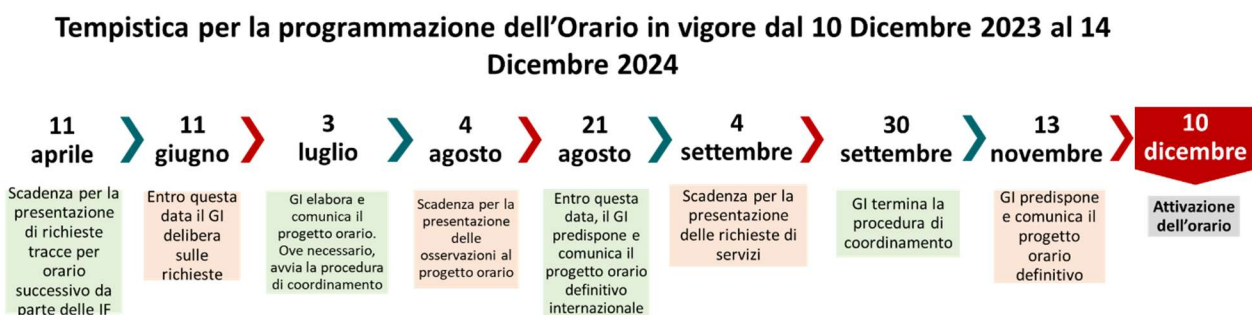 Tempistica per la programmazione dell'Orario in vigore dal 10 Dicembre 2023 al 14
Dicembre 2024
11
aprile
Scadenza per la
presentazione
di richieste
tracce per
orario
successivo da
parte delle IF
11
giugno
Entro questa
data il GI
delibera
sulle
richieste
3
luglio
GI elabora e
comunica il
progetto orario.
Ove necessario,
avvia la procedura
di coordinamento
4
agosto
Scadenza per la
presentazione
delle
osservazioni al
progetto orario
21
agosto
Entro questa
data, il GI
predispone e
comunica il
progetto orario
definitivo
internazionale
4
settembre
Scadenza per la
presentazione
delle richieste di
servizi
30
settembre
GI termina la
procedura di
coordinamento
13
novembre
GI predispone
e comunica il
progetto
orario
definitivo
10
dicembre
Attivazione
dell'orario